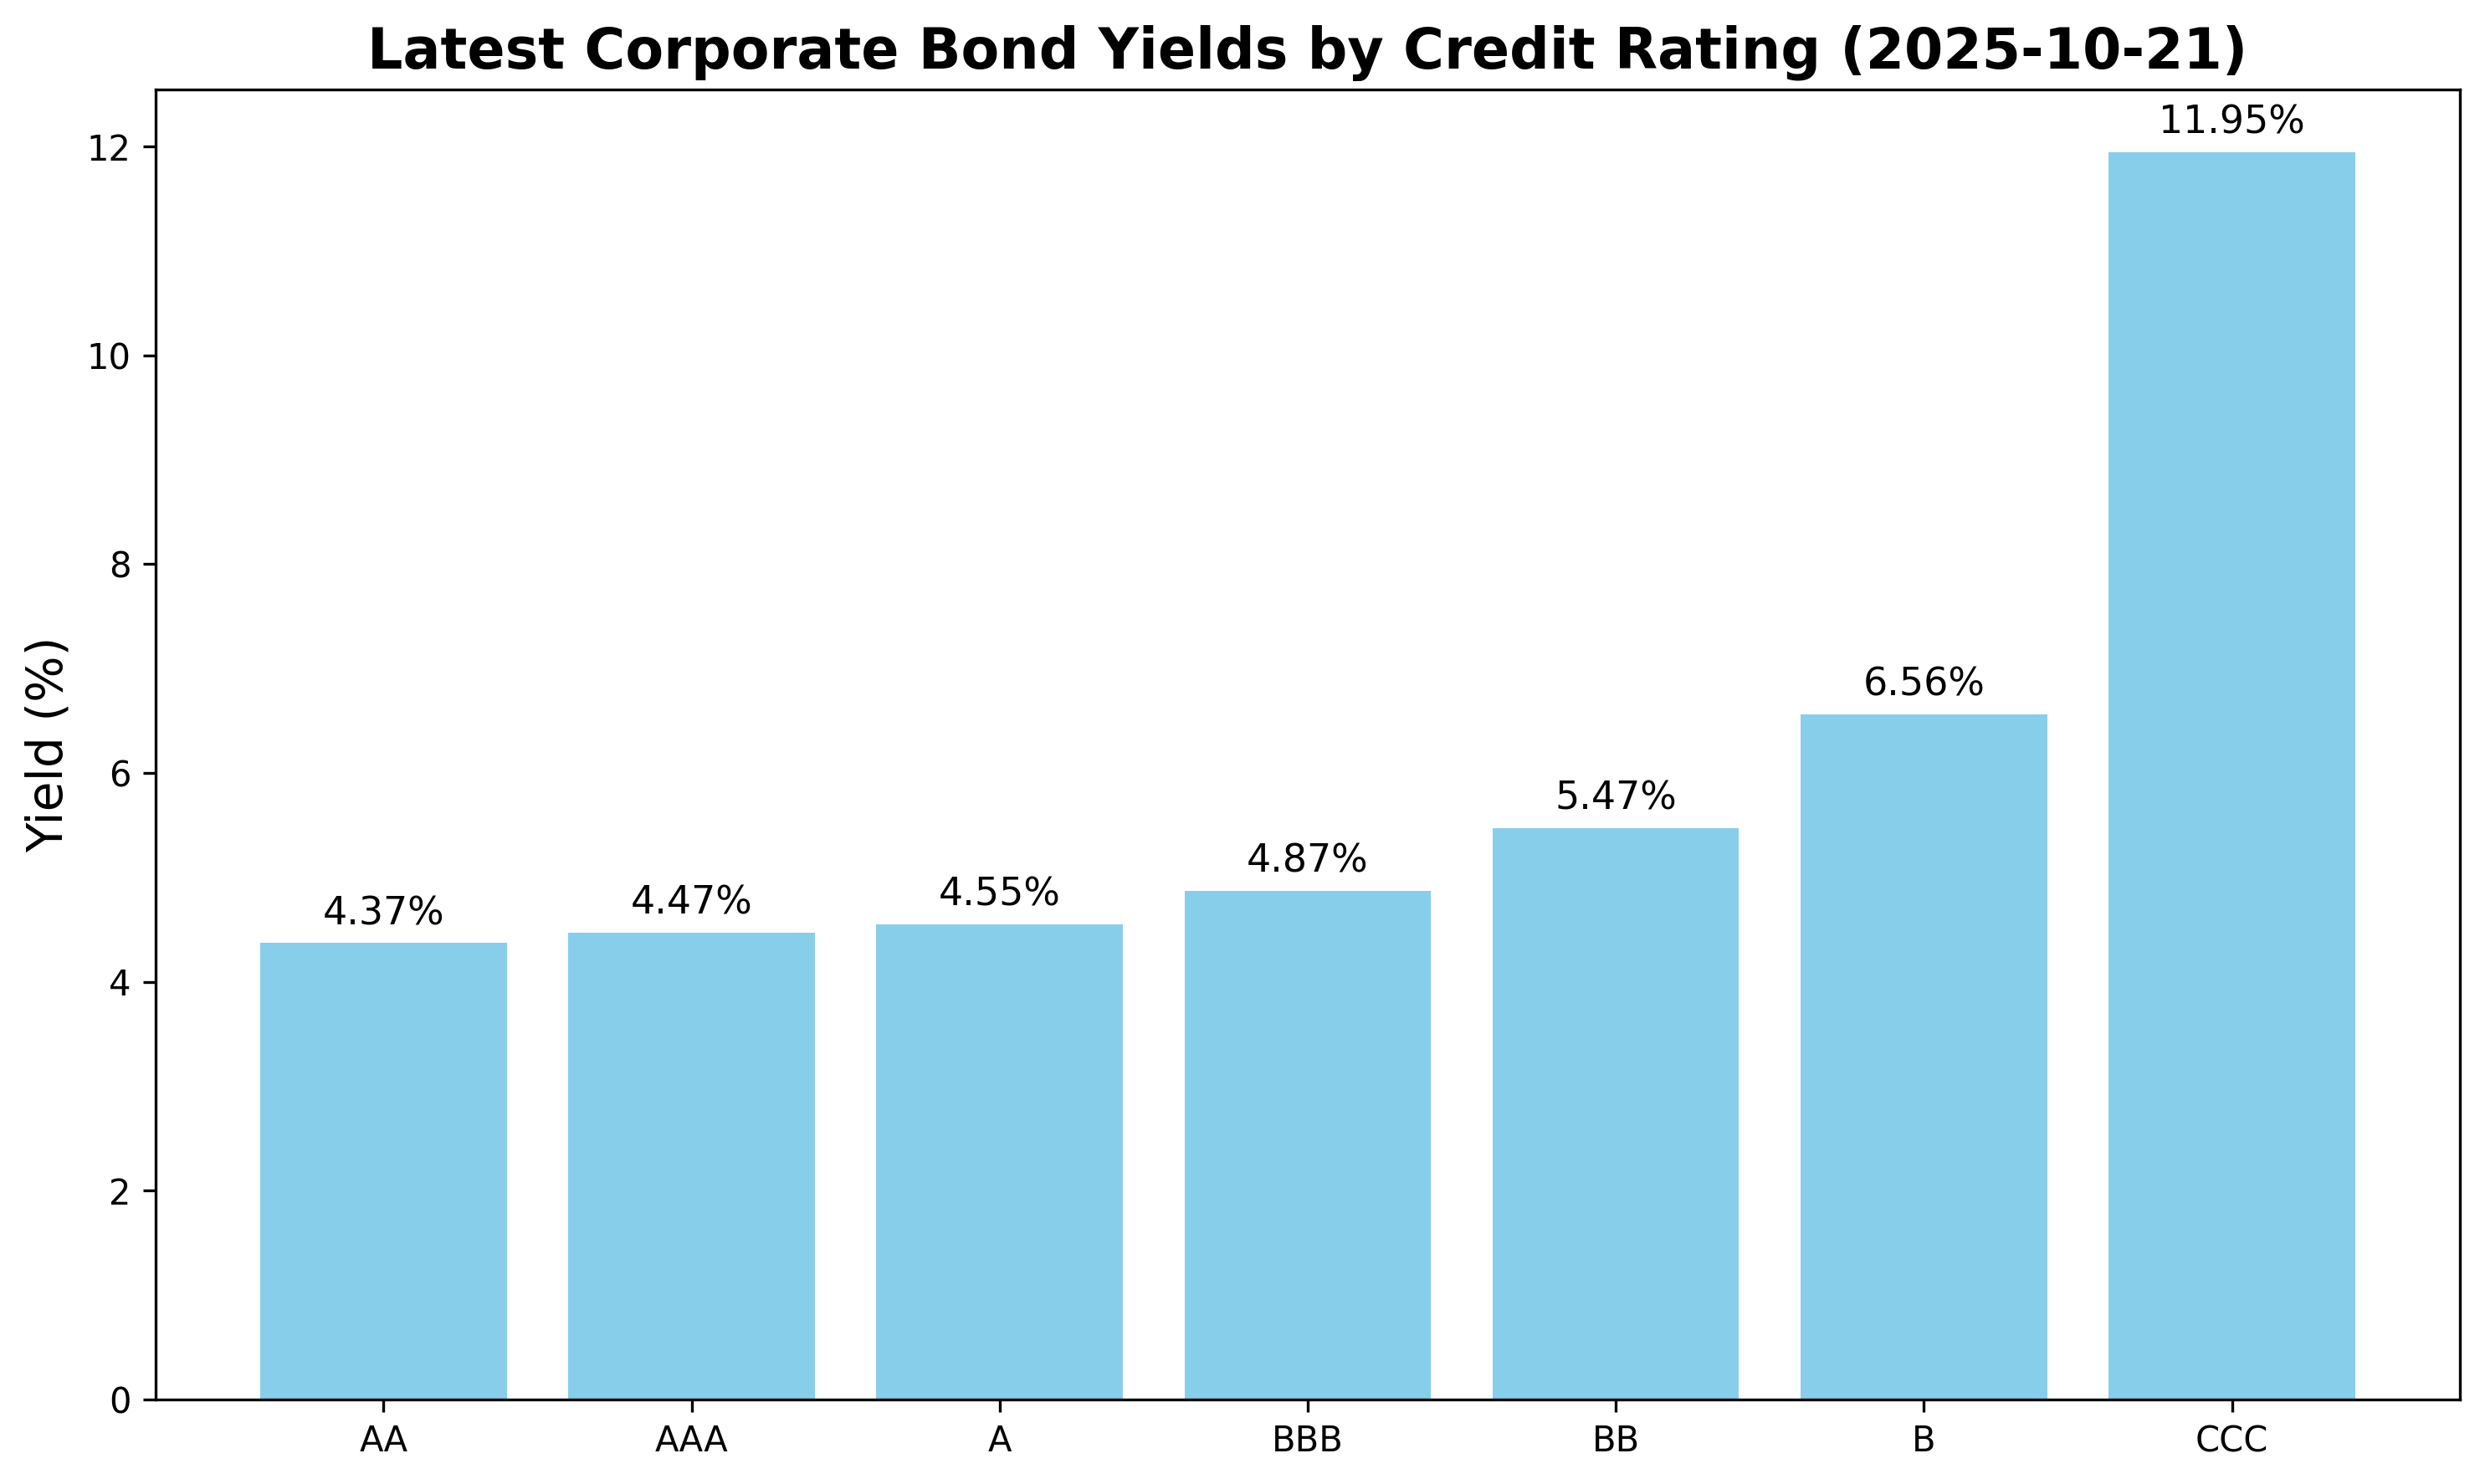 Latest Corporate Bond Yields by Credit Rating (2025-10-21)
Yield (%)
12
10
8
6
4
2
0
4.37%
4.47%
4.55%
4.87%
5.47%
6.56%
11.95%
AA
AAA
A
BBB
BB
B
CCC